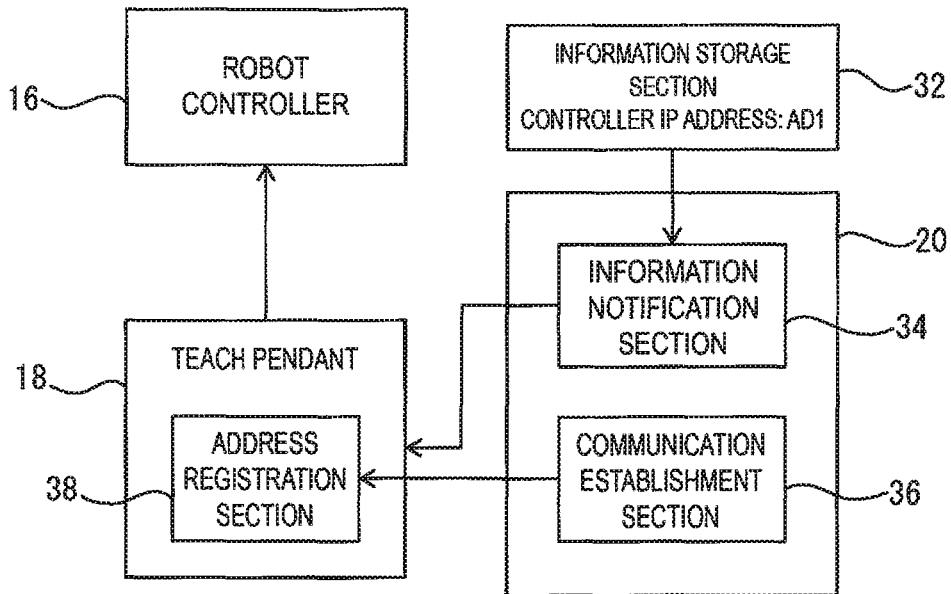 16
ROBOT
CONTROLLER
INFORMATION STORAGE
SECTION
CONTROLLER IP ADDRESS: AD1
32
20
INFORMATION
NOTIFICATION
SECTION
34
18
TEACH PENDANT
ADDRESS
REGISTRATION
SECTION
38
COMMUNICATION
ESTABLISHMENT
SECTION
36